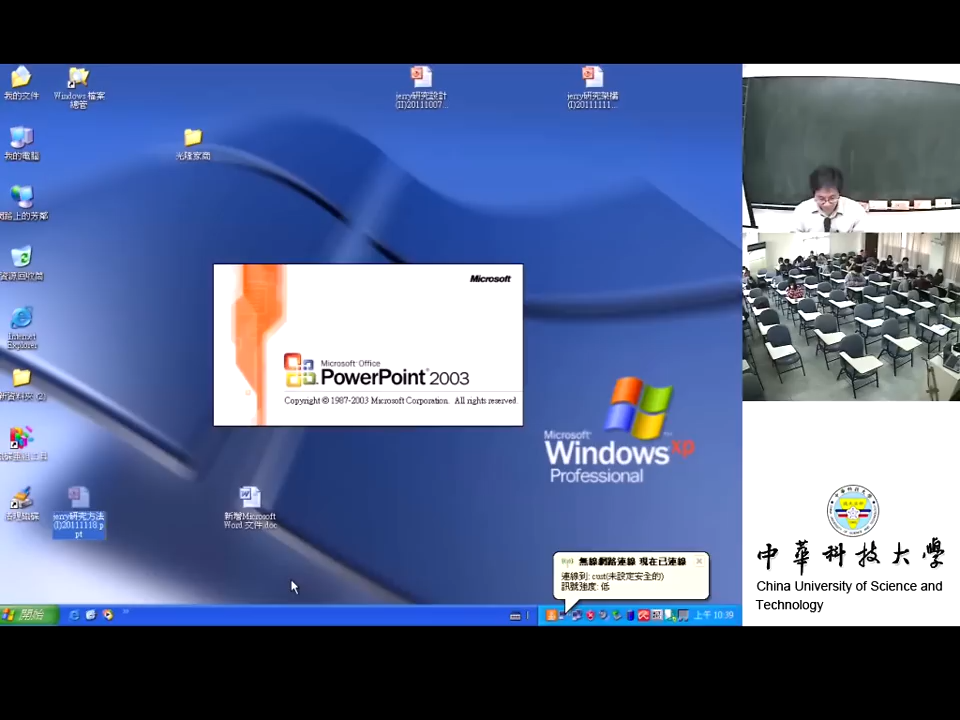 我的文件
Windows 檔案
總管
jerry研究設計
(II)20111007...
jerry研究架構
(I)20111111...
我的電腦
光隆家商
網路上的芳鄰
資源回收筒
Internet
Explorer
新資料夾 (2)
Microsoft
Microsoft Office
PowerPoint 2003
Copyright © 1987-2003 Microsoft Corporation. All rights reserved.
Microsoft
Windows xp
Professional
jerry研究方法
(I)20111118.p
pt
新增Microsoft
Word 文件.doc
無線網路連線 現在已連線
連線到: cust(未設定安全的)
訊號強度: 低
開始
上午 10:39
中華科技大學
China University of Science and
Technology